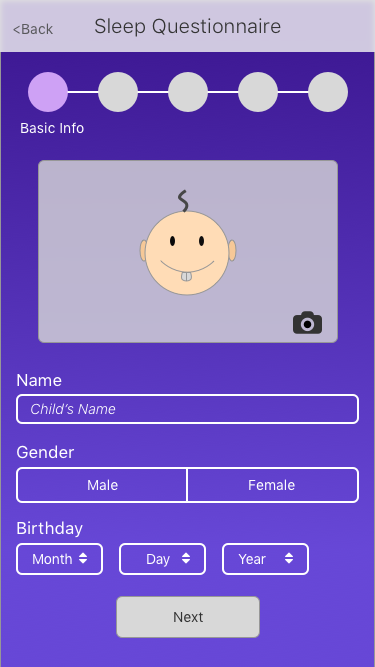 <Back Sleep Questionnaire
Basic Info
Name
Child's Name
Gender
Male Female
Birthday
Month Day Year
Next